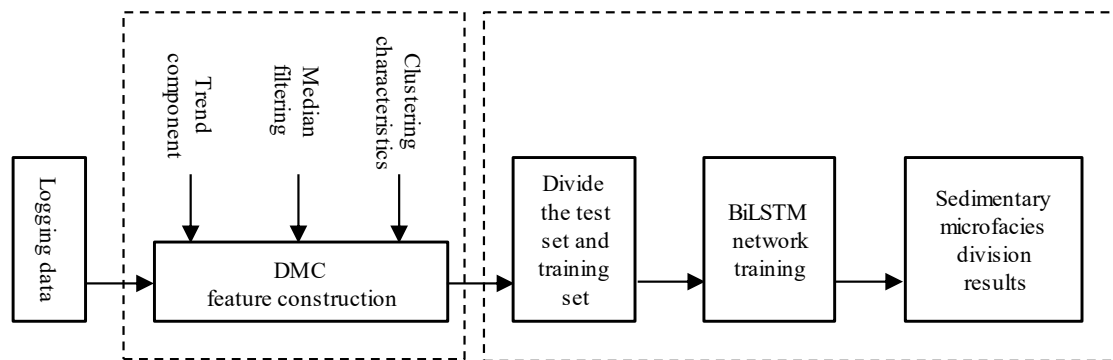 Logging data
Trend
component
Median
filtering
Clustering
characteristics
DMC
feature construction
Divide
the test
set and
training
set
BiLSTM
network
training
Sedimentary
microfacies
division
results